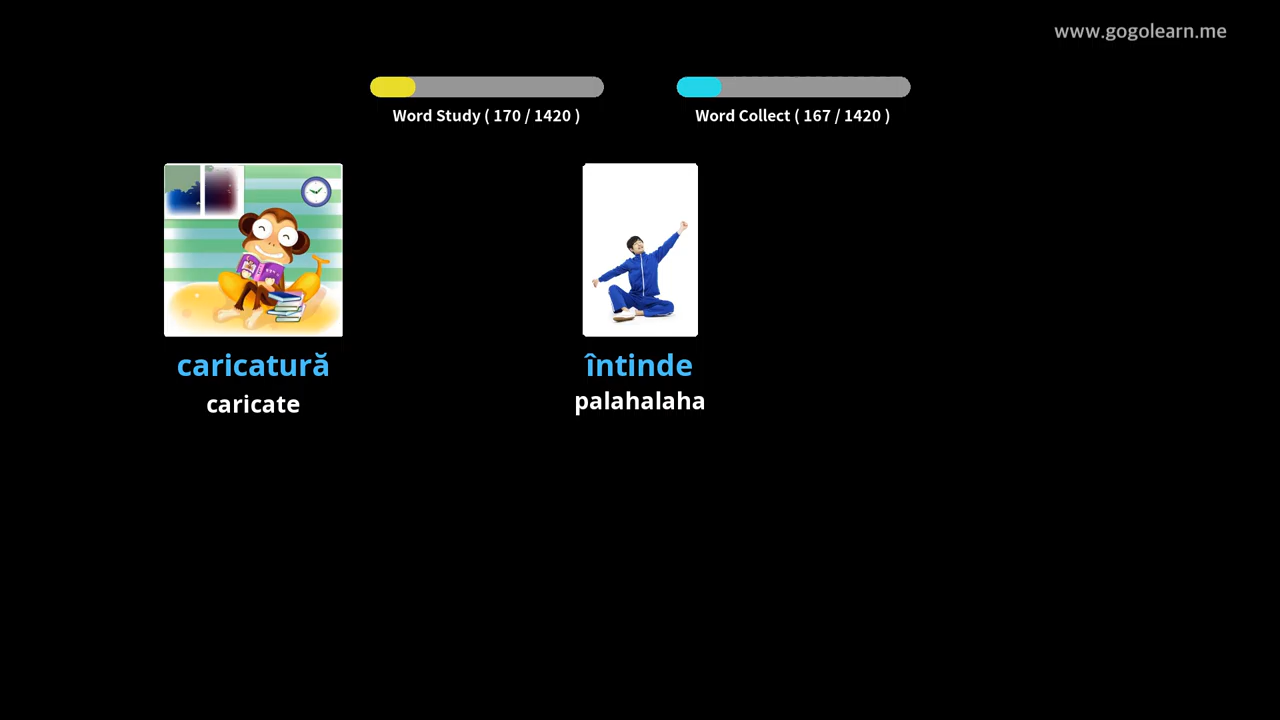 www.gogolearn.me
Word Study ( 170 / 1420 )
Word Collect ( 167 / 1420 )
caricatură
caricate
întinde
palahalaha